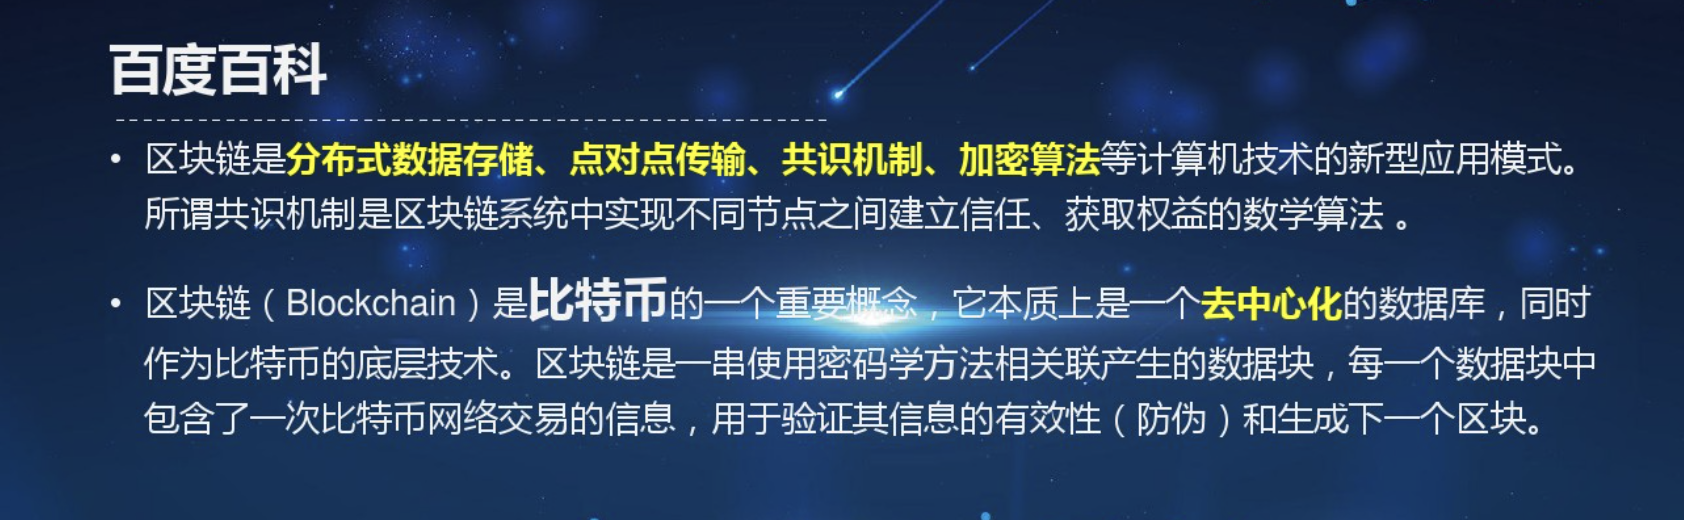 百度百科
• 区块链是分布式数据存储、点对点传输、共识机制、加密算法等计算机技术的新型应用模式。
所谓共识机制是区块链系统中实现不同节点之间建立信任、获取权益的数学算法 。
• 区块链（Blockchain）是比特币的一个重要概念，它本质上是一个去中心化的数据库，同时
作为比特币的底层技术。区块链是一串使用密码学方法相关联产生的数据块，每一个数据块中
包含了一次比特币网络交易的信息，用于验证其信息的有效性（防伪）和生成下一个区块。